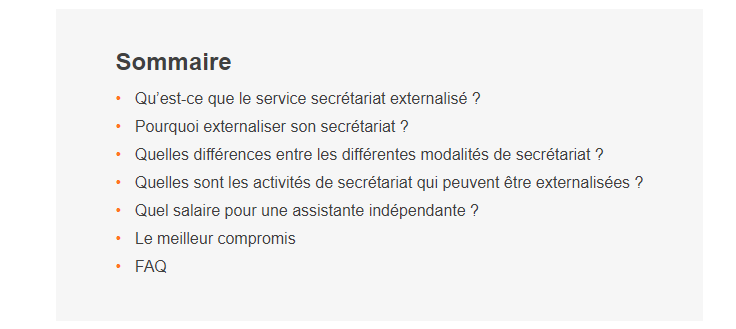 Sommaire
• Qu’est-ce que le service secrétariat externalisé ?
• Pourquoi externaliser son secrétariat ?
• Quelles différences entre les différentes modalités de secrétariat ?
• Quelles sont les activités de secrétariat qui peuvent être externalisées ?
• Quel salaire pour une assistante indépendante ?
• Le meilleur compromis
• FAQ